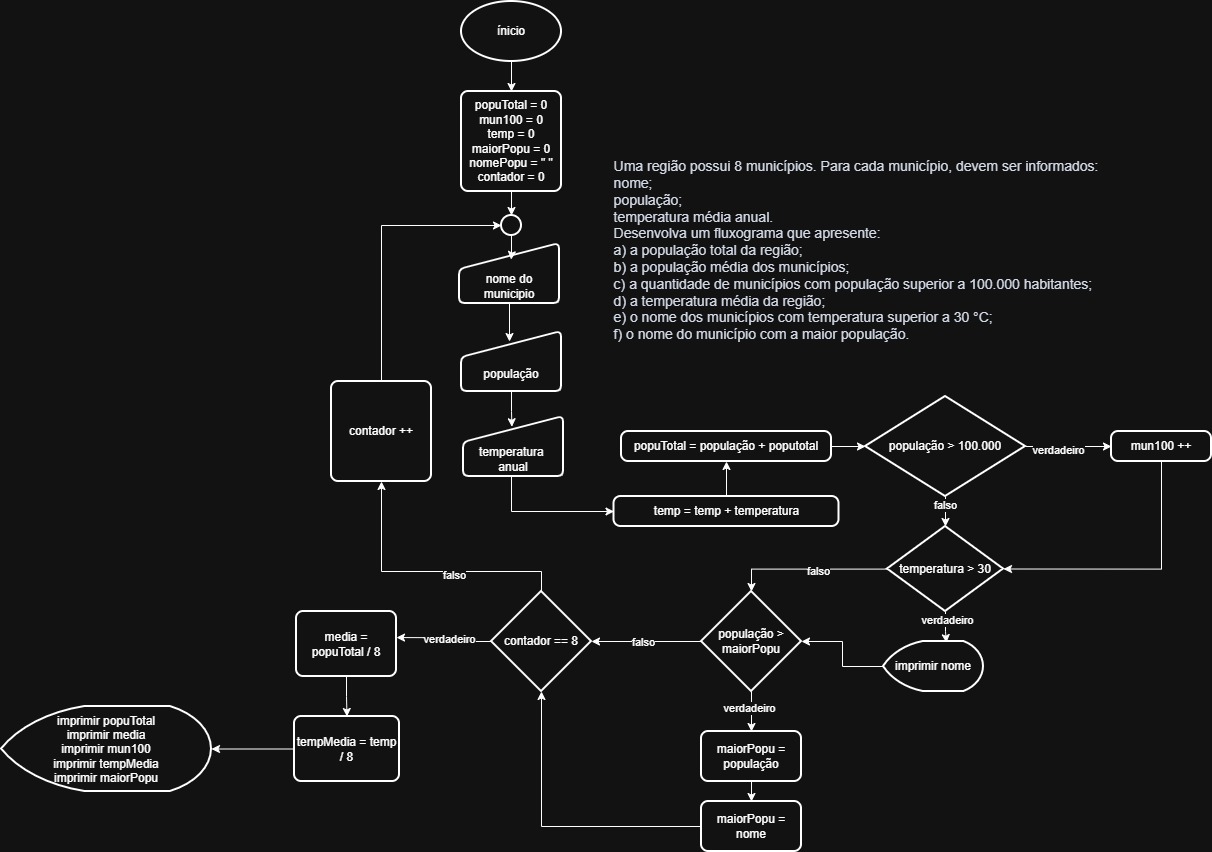 ínicio
popuTotal = 0
mun100 = 0
temp = 0
maiorPopu = 0
nomePopu = " "
contador = 0
Uma região possui 8 municípios. Para cada município, devem ser informados:
nome;
população;
temperatura média anual.
Desenvolva um fluxograma que apresente:
a) a população total da região;
b) a população média dos municípios;
c) a quantidade de municípios com população superior a 100.000 habitantes;
d) a temperatura média da região;
e) o nome dos municípios com temperatura superior a 30 °C;
f) o nome do município com a maior população.
nome do
municipio
população
temperatura
anual
contador ++
popuTotal = população + poputotal
temp = temp + temperatura
população > 100.000
verdadeiro
mun100 ++
falso
temperatura > 30
falso
verdadeiro
imprimir nome
população >
maiorPopu
falso
verdadeiro
maiorPopu =
população
maiorPopu =
nome
contador == 8
falso
verdadeiro
media =
popuTotal / 8
tempMedia = temp
/ 8
imprimir popuTotal
imprimir media
imprimir mun100
imprimir tempMedia
imprimir maiorPopu